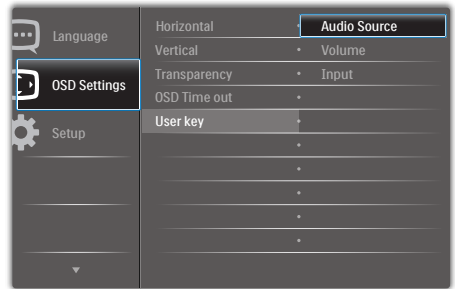 Language
OSD Settings
Setup
Horizontal
Vertical
Transparency
OSD Time out
User key
Audio Source
Volume
Input